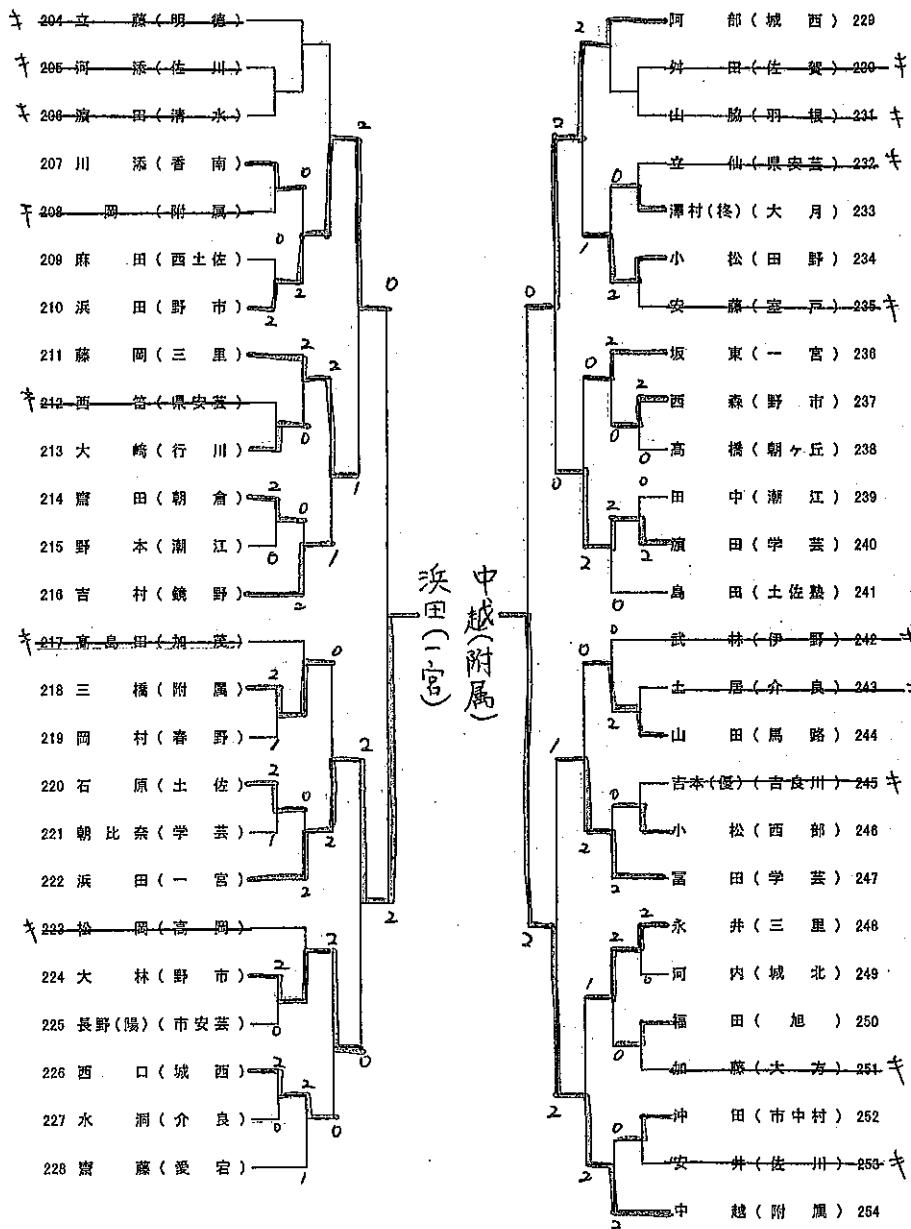 キ 204 立藤(明徳)
キ 205 河添(佐川)
キ 206 濵田(清水)
207 川添(香南)
キ 208 岡(附属)
209 麻田(西土佐)
210 浜田(野市)
211 藤岡(三里)
キ 212 西笛(県安芸)
213 大崎(行川)
214 齋田(朝倉)
215 野本(潮江)
216 吉村(鏡野)
キ 217 高島田(加茂)
218 三橋(附属)
219 岡村(春野)
220 石原(土佐)
221 朝比奈(学芸)
222 浜田(一宮)
キ 223 松岡(高岡)
224 大林(野市)
225 長野(陽)(市安芸)
226 西口(城西)
227 水洞(介良)
228 齋藤(愛宕)
浜田(一宮)
中越(附属)
阿部(城西) 229
舛田(佐賀) 230 キ
山脇(羽根) 231 キ
立仙(県安芸) 232 キ
澤村(柊)(大月) 233
小松(田野) 234
安藤(室戸) 235 キ
坂東(一宮) 236
西森(野市) 237
高橋(朝ヶ丘) 238
田中(潮江) 239
濵田(学芸) 240
島田(土佐塾) 241
武林(伊野) 242 キ
土居(介良) 243 キ
山田(馬路) 244
吉本(優)(吉良川) 245 キ
小松(西部) 246
冨田(学芸) 247
永井(三里) 248
河内(城北) 249
福田(旭) 250
加藤(大方) 251 キ
沖田(市中村) 252
安井(佐川) 253 キ
中越(附属) 254